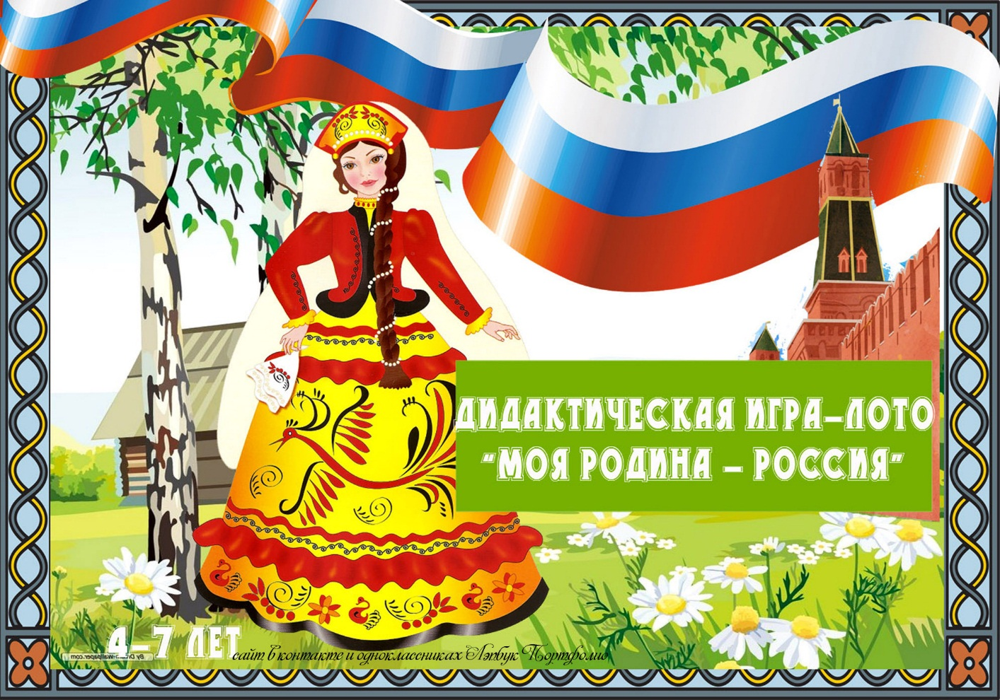 ДИДАКТИЧЕСКАЯ ИГРА-ЛОТО
"МОЯ РОДИНА - РОССИЯ"
4-7 ЛЕТ
сайт в контакте и одноклассниках Лэпбук Портфолио